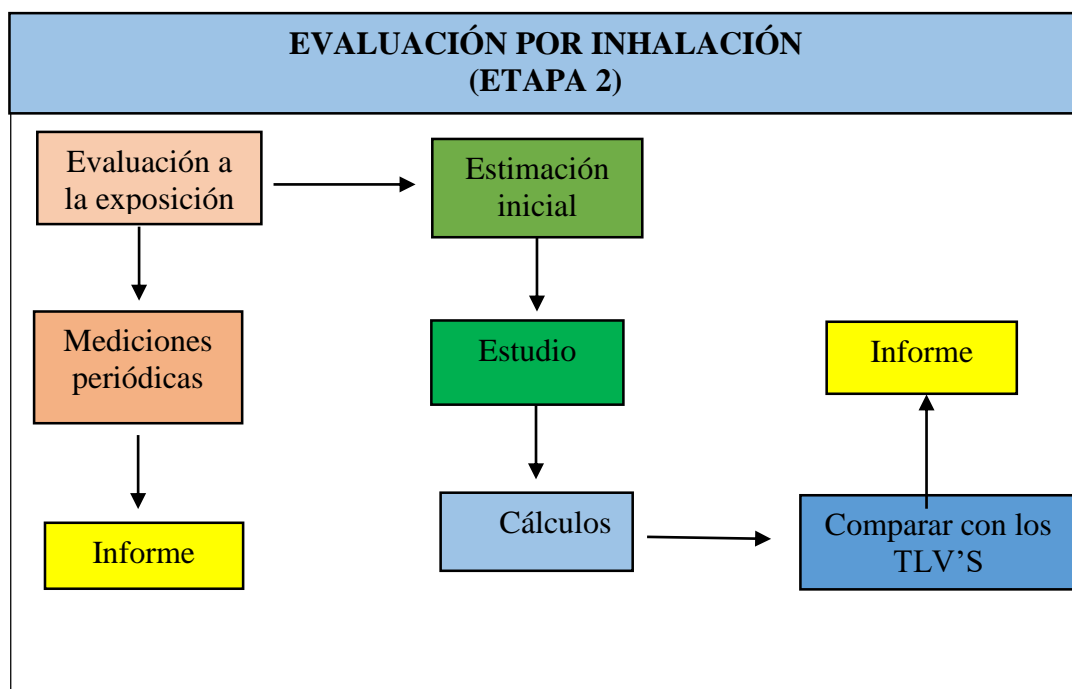 EVALUACIÓN POR INHALACIÓN
(ETAPA 2)
Evaluación a
la exposición
Estimación
inicial
Mediciones
periódicas
Estudio
Informe
Informe
Cálculos
Comparar con los
TLV’S